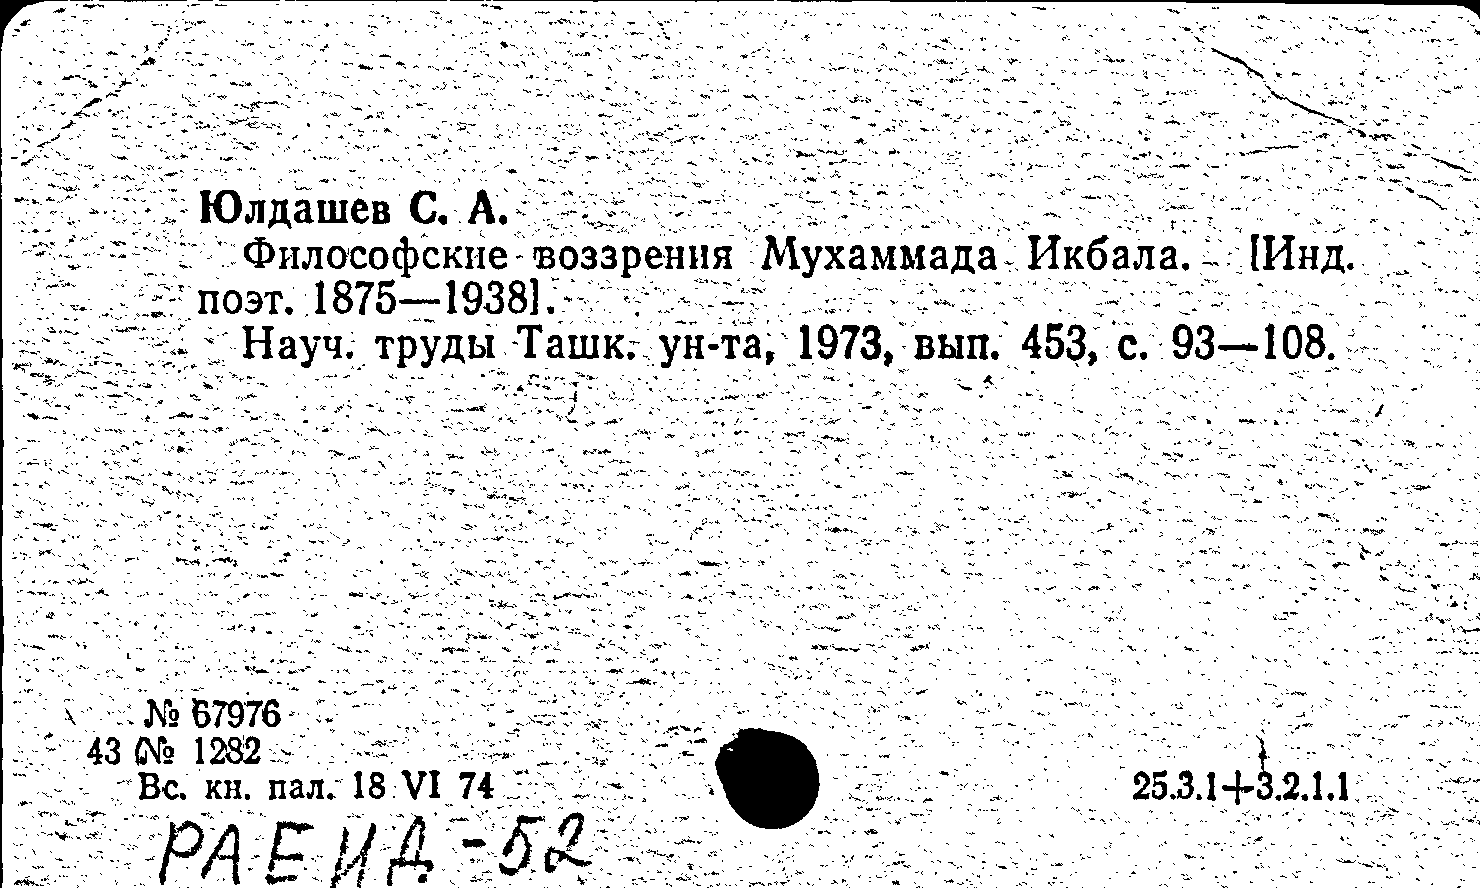 Юлдашев С. А.
Философские воззрения Мухаммада Икбала. [Инд.
поэт. 1875—1938].
Науч. труды Ташк. ун-та, 1973, вып. 453, с. 93—108.
№ 67976
43 № 1282
Вс. кн. пал. 18 VI 74
25.3.1+3.2.1.1
РАЕИД-52